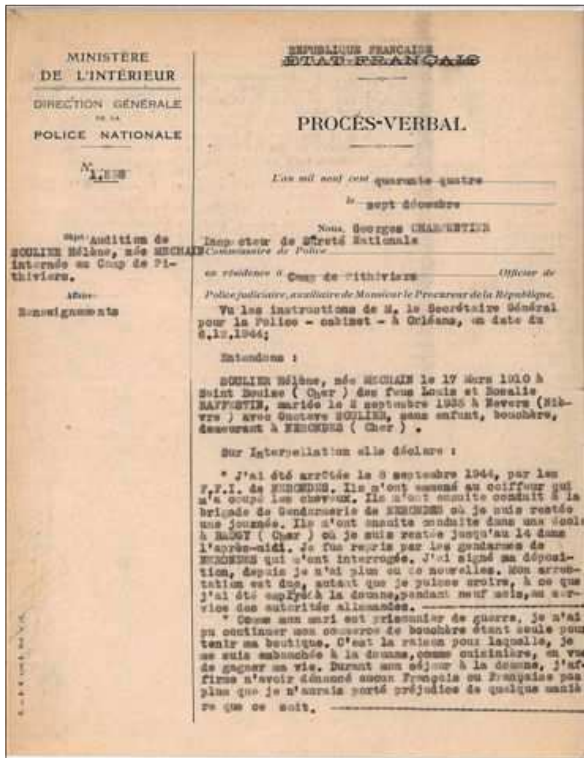 MINISTÈRE
DE L'INTÉRIEUR
DIRECTION GÉNÉRALE
DE LA
POLICE NATIONALE
Audition de
SOULIER Hélène, née MECHAIN
internée au Camp de Pi-
thiviers.
Affaire
Renseignements
REPUBLIQUE FRANCAISE
ETAT FRANÇAIS
PROCÈS-VERBAL
L'an mil neuf cent quarante quatre
le sept décembre
Nous, Georges CHARPENTIER
Inspecteur de Sûreté Nationale
Commissaire de Police
en résidence à Camp de Pithiviers Officier de
Police judiciaire, auxiliaire de Monsieur le Procureur de la République,
Vu les instructions de M. le Secrétaire Général
pour la Police - cabinet - à Orléans, en date du
6.12.1944;
Entendons :
SOULIER Hélène, née MECHAIN le 17 Mars 1910 à
Saint Bouise ( Cher ) des feus Louis et Rosalie
RAFFESTIN, mariée le 2 septembre 1935 à Nevers (Niè-
vre ) avec Gustave SOULIER, sans enfant, bouchère,
demeurant à NERONDES ( Cher ) .
Sur Interpellation elle déclare :
" J'ai été arrêtée le 8 septembre 1944, par les
F.F.I. de NERONDES. Ils m'ont emmené au coiffeur qui
m'a coupé les cheveux. Ils m'ont ensuite conduit à la
brigade de Gendarmerie de NERONDES où je suis restée
une journée. Ils m'ont ensuite conduite dans une école
à BAUGY ( Cher ) où je suis restée jusqu'au 14 dans
l'après-midi. Je fus repris par les gendarmes de
NERONDES qui m'ont interrogée. J'ai signé ma déposi-
tion, depuis je n'ai plus eu de nouvelles. Mon arres-
tation est due, autant que je puisse croire, à ce que
j'ai été employée à la douane, pendant neuf mois, au ser-
vice des autorités allemandes.
" Comme mon mari est prisonnier de guerre, je n'ai
pu continuer mon commerce de bouchère étant seule pour
tenir ma boutique. C'est la raison pour laquelle, je
me suis embauchée à la douane, comme cuisinière, en vue
de gagner ma vie. Durant mon séjour à la douane, j'af
firme n'avoir dénoncé aucun Français ou Française pas
plus que je n'aurais porté préjudice de quelque maniè
re que ce soit.